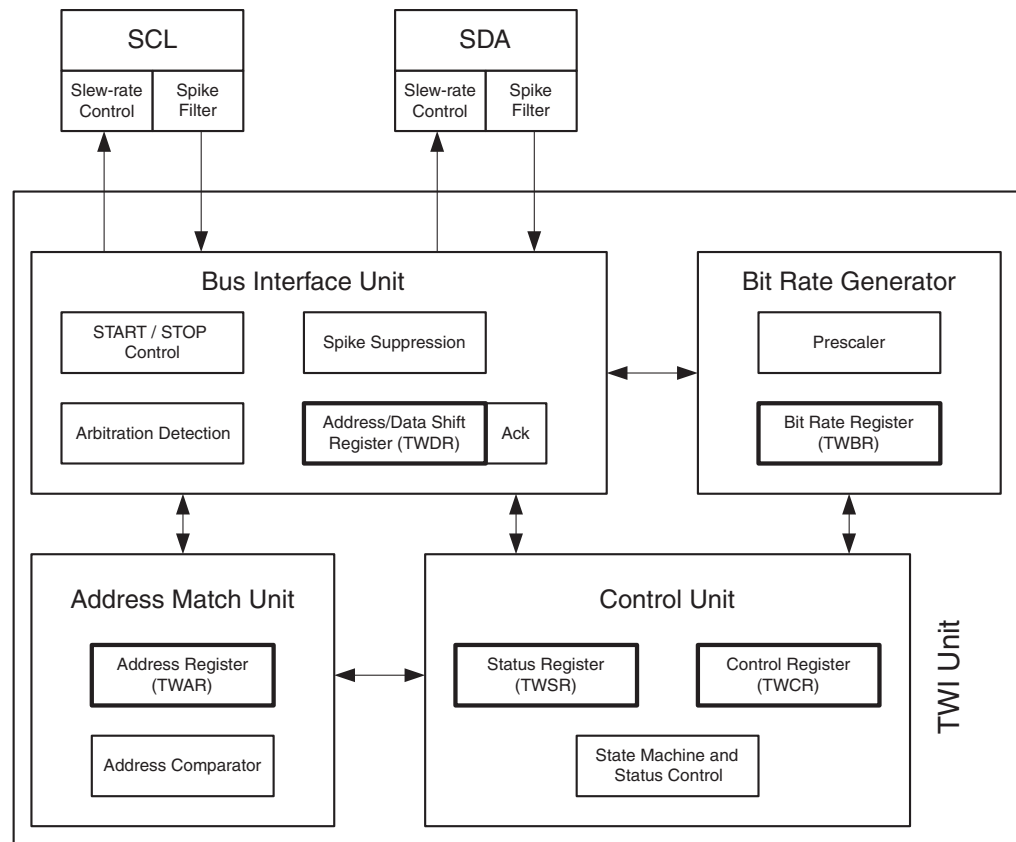 SCL
SDA
Slew-rate
Control
Spike
Filter
Slew-rate
Control
Spike
Filter
Bus Interface Unit
START / STOP
Control
Spike Suppression
Arbitration Detection
Address/Data Shift
Register (TWDR)
Ack
Bit Rate Generator
Prescaler
Bit Rate Register
(TWBR)
Address Match Unit
Address Register
(TWAR)
Address Comparator
Control Unit
Status Register
(TWSR)
Control Register
(TWCR)
State Machine and
Status Control
TWI Unit